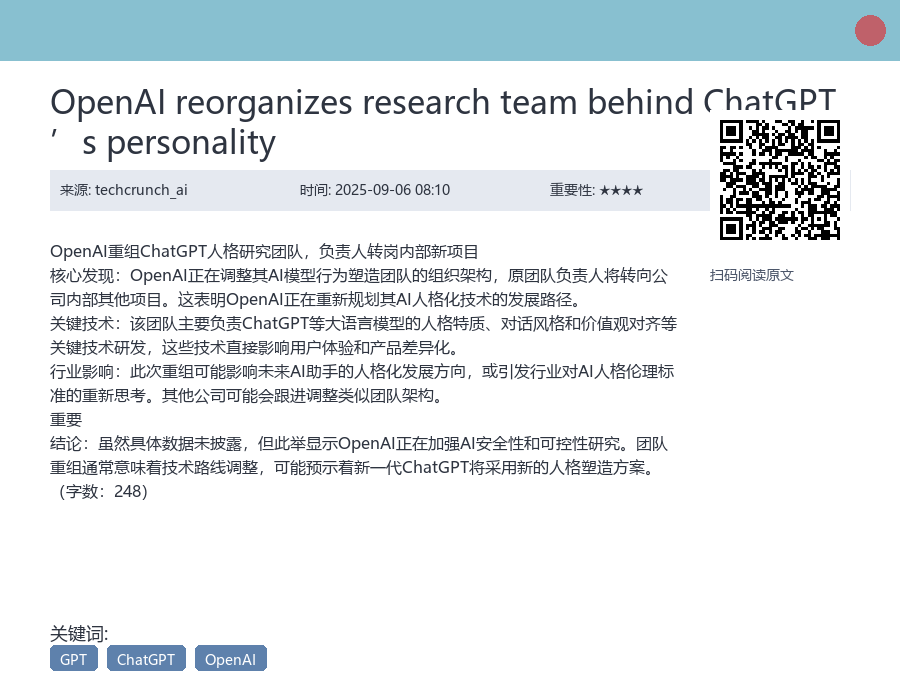 OpenAI reorganizes research team behind ChatGPT
’s personality
来源: techcrunch_ai
时间: 2025-09-06 08:10
重要性: ★★★★
OpenAI重组ChatGPT人格研究团队，负责人转岗内部新项目
核心发现：OpenAI正在调整其AI模型行为塑造团队的组织架构，原团队负责人将转向公
司内部其他项目。这表明OpenAI正在重新规划其AI人格化技术的发展路径。
关键技术：该团队主要负责ChatGPT等大语言模型的人格特质、对话风格和价值观对齐等
关键技术研发，这些技术直接影响用户体验和产品差异化。
行业影响：此次重组可能影响未来AI助手的人格化发展方向，或引发行业对AI人格伦理标
准的重新思考。其他公司可能会跟进调整类似团队架构。
重要
结论：虽然具体数据未披露，但此举显示OpenAI正在加强AI安全性和可控性研究。团队
重组通常意味着技术路线调整，可能预示着新一代ChatGPT将采用新的人格塑造方案。
（字数：248）
扫码阅读原文
关键词:
GPT
ChatGPT
OpenAI